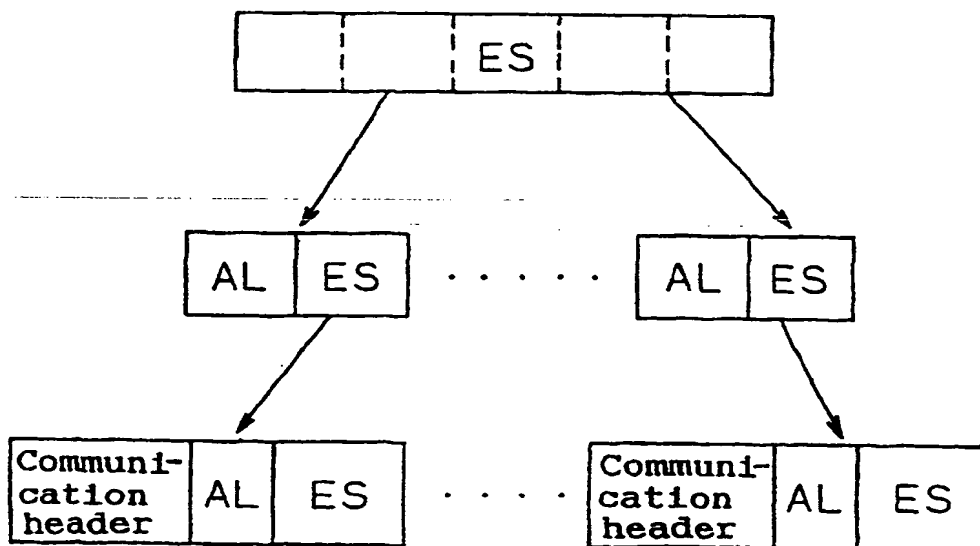 ES
AL ES · · · · · AL ES
Communi-
cation
header AL ES · · · · Communi-
cation
header AL ES